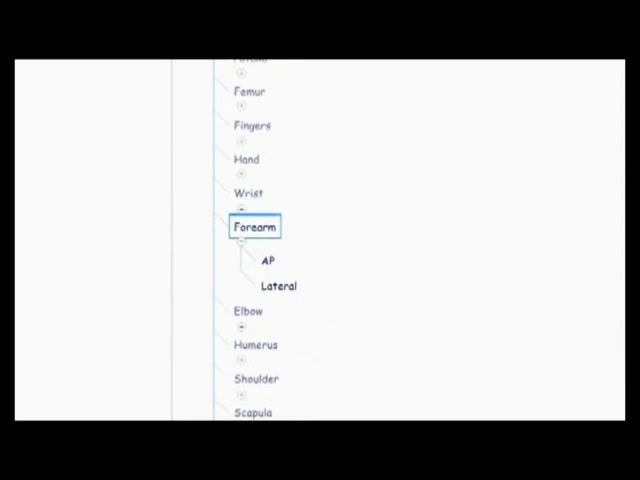 Femur
Fingers
Hand
Wrist
Forearm
AP
Lateral
Elbow
Humerus
Shoulder
Scapula